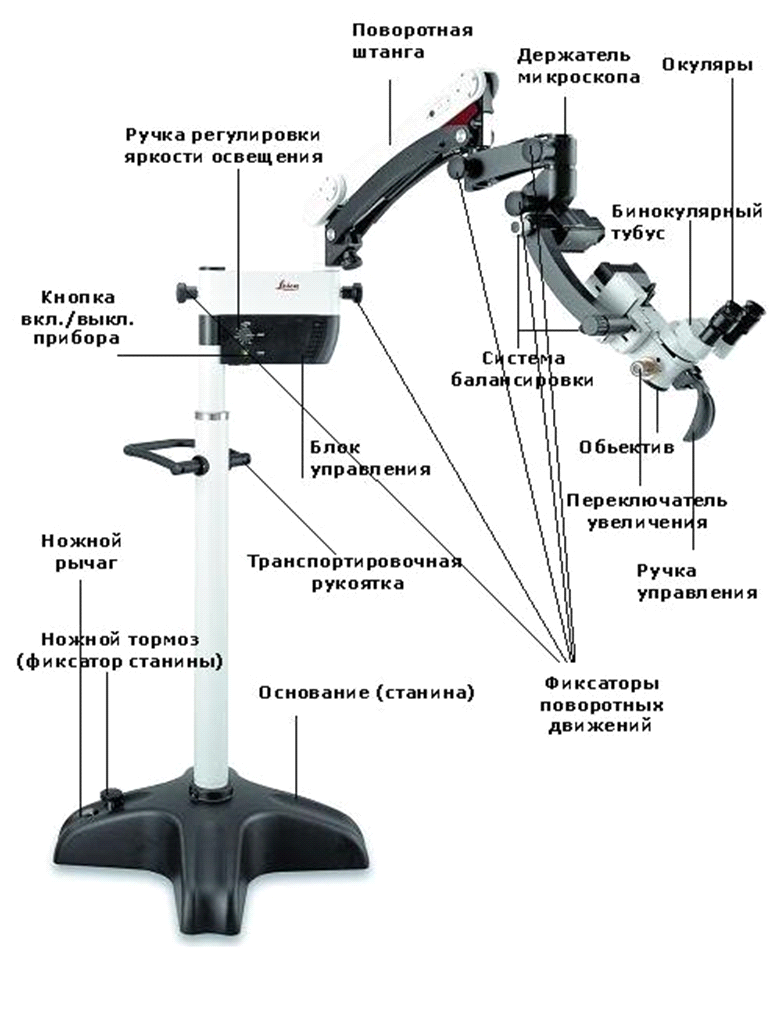 Поворотная
штанга
Держатель
микроскопа
Окуляры
Ручка регулировки
яркости освещения
Бинокулярный
тубус
Leica
Кнопка
вкл./выкл.
прибора
Система
балансировки
Блок
управления
Обьектив
Переключатель
увеличения
Ножной
рычаг
Транспортировочная
рукоятка
Ручка
управления
Ножной тормоз
(фиксатор станины)
Основание (станина)
Фиксаторы
поворотных
движений